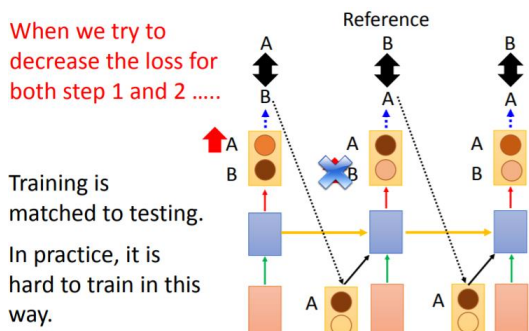 When we try to
decrease the loss for
both step 1 and 2 …..
Training is
matched to testing.
In practice, it is
hard to train in this
way.
Reference
A
B
B
B
A
A
A
B
A
B
A
B
A
A